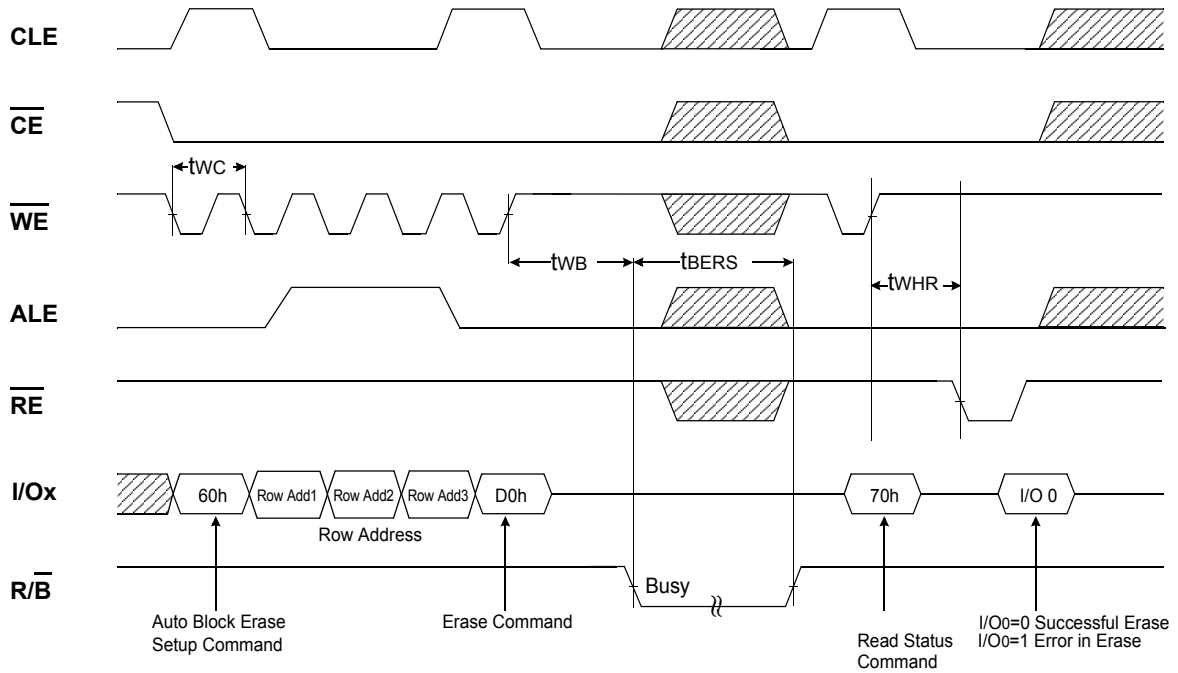 CLE
CE
tWC
WE
tWB
tBERS
tWHR
ALE
RE
I/Ox
60h
Row Add1
Row Add2
Row Add3
D0h
70h
I/O 0
Row Address
R/B
Busy
Auto Block Erase
Setup Command
Erase Command
Read Status
Command
I/O0=0 Successful Erase
I/O0=1 Error in Erase